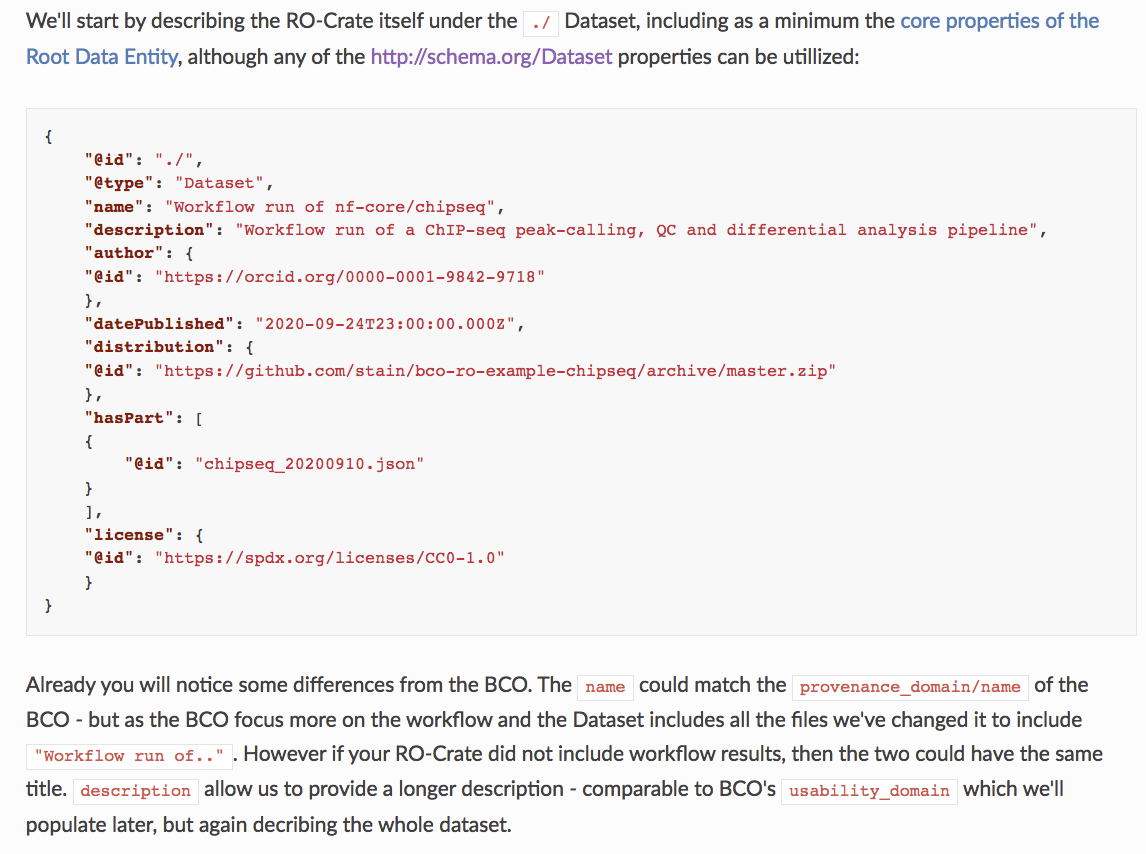 We'll start by describing the RO-Crate itself under the ./ Dataset, including as a minimum the core properties of the
Root Data Entity, although any of the http://schema.org/Dataset properties can be utillized:
{
    "@id": "./",
    "@type": "Dataset",
    "name": "Workflow run of nf-core/chipseq",
    "description": "Workflow run of a ChIP-seq peak-calling, QC and differential analysis pipeline",
    "author": {
    "@id": "https://orcid.org/0000-0001-9842-9718"
    },
    "datePublished": "2020-09-24T23:00:00.000Z",
    "distribution": {
    "@id": "https://github.com/stain/bco-ro-example-chipseq/archive/master.zip"
    },
    "hasPart": [
    {
        "@id": "chipseq_20200910.json"
    }
    ],
    "license": {
    "@id": "https://spdx.org/licenses/CC0-1.0"
    }
}
Already you will notice some differences from the BCO. The name could match the provenance_domain/name of the
BCO - but as the BCO focus more on the workflow and the Dataset includes all the files we've changed it to include
"Workflow run of..". However if your RO-Crate did not include workflow results, then the two could have the same
title. description allow us to provide a longer description - comparable to BCO's usability_domain which we'll
populate later, but again decribing the whole dataset.